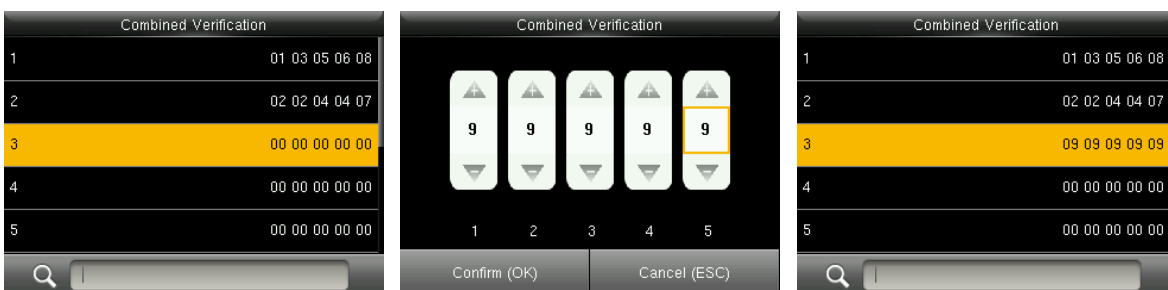 Combined Verification
1 01 03 05 06 08
2 02 02 04 04 07
3 00 00 00 00 00
4 00 00 00 00 00
5 00 00 00 00 00
Combined Verification
9 9 9 9 9
1 2 3 4 5
Confirm (OK) Cancel (ESC)
Combined Verification
1 01 03 05 06 08
2 02 02 04 04 07
3 09 09 09 09 09
4 00 00 00 00 00
5 00 00 00 00 00